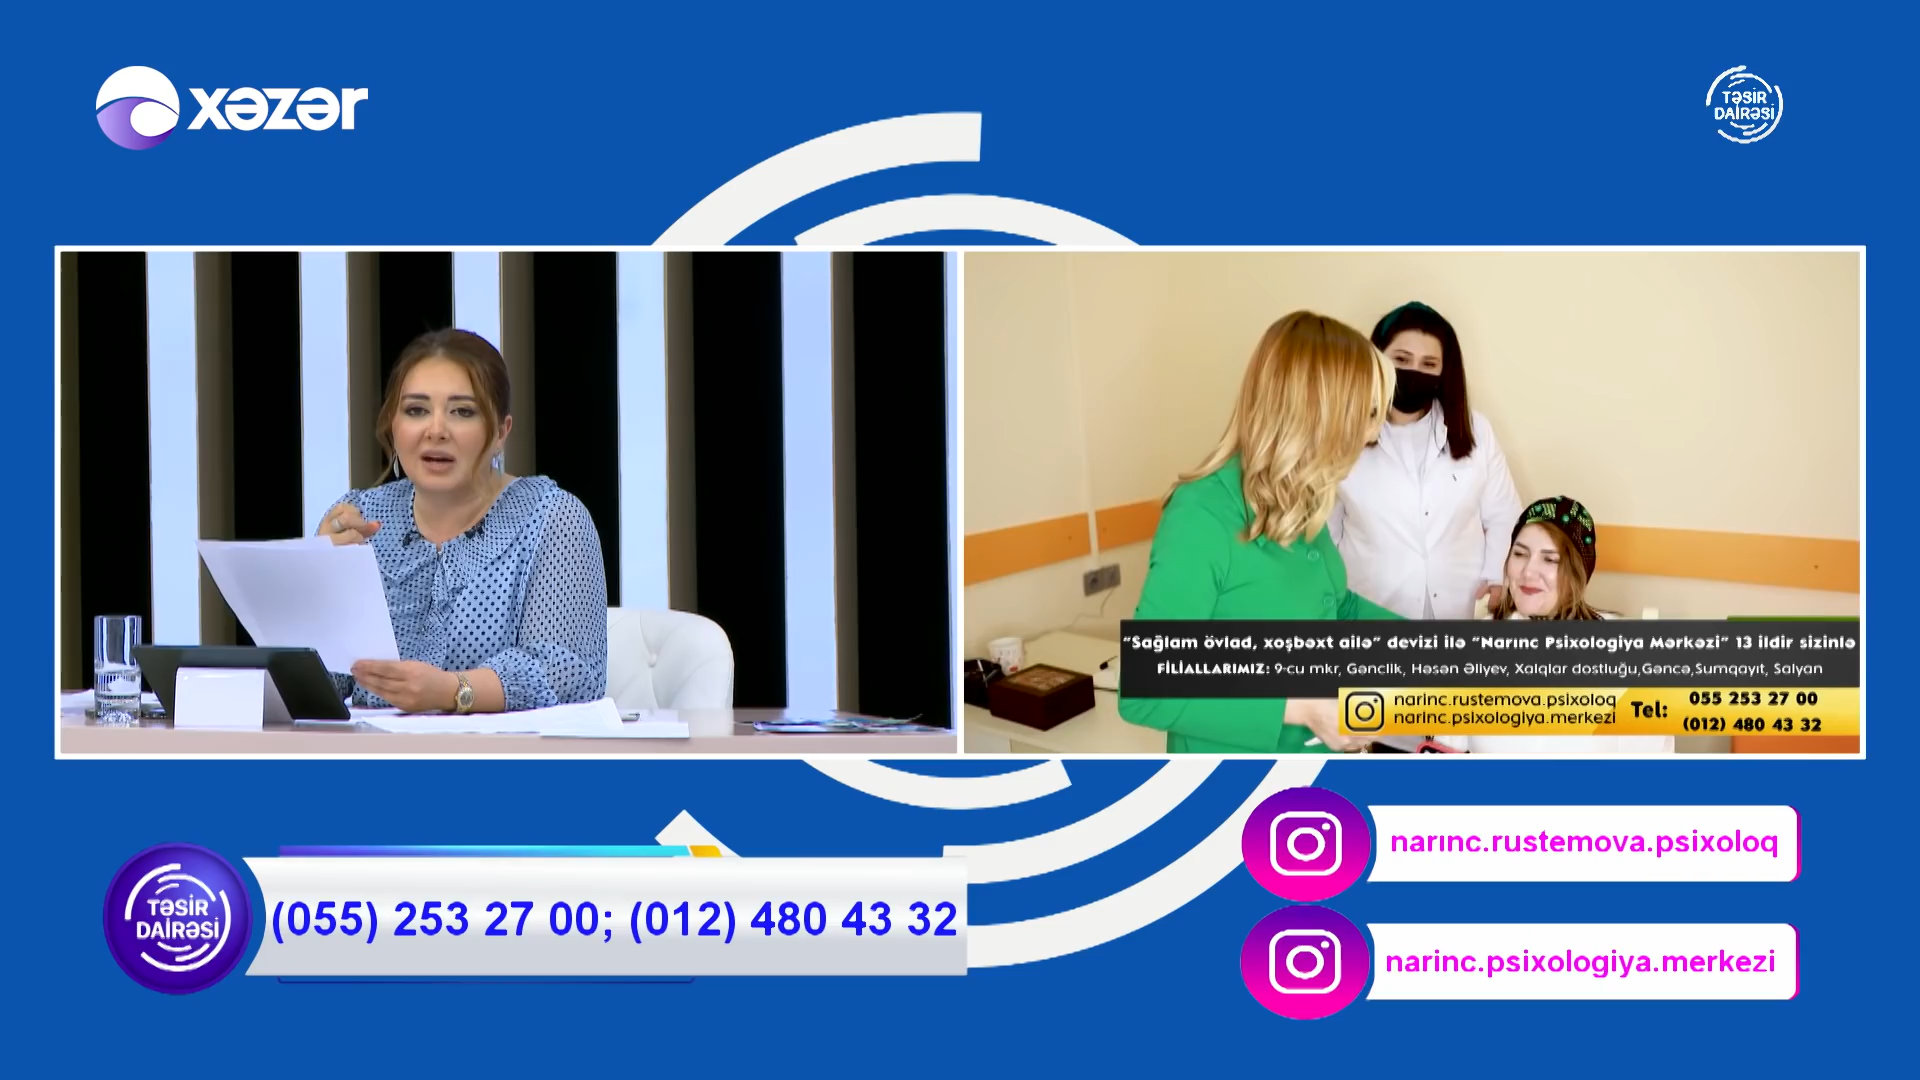 xəzər
TƏSİR
DAİRƏSİ
"Sağlam övlad, xoşbəxt ailə" devizi ilə "Narınc Psixologiya Mərkəzi" 13 ildir sizinlə
FİLİALLARIMIZ: 9-cu mkr, Gənclik, Həsən Əliyev, Xalqlar dostluğu,Gəncə,Sumqayıt, Salyan
narinc.rustemova.psixoloq
narinc.psixologiya.merkezi
Tel:
055 253 27 00
(012) 480 43 32
TƏSİR
DAİRƏSİ
(055) 253 27 00; (012) 480 43 32
narınc.rustemova.psixoloq
narinc.psixologiya.merkezi